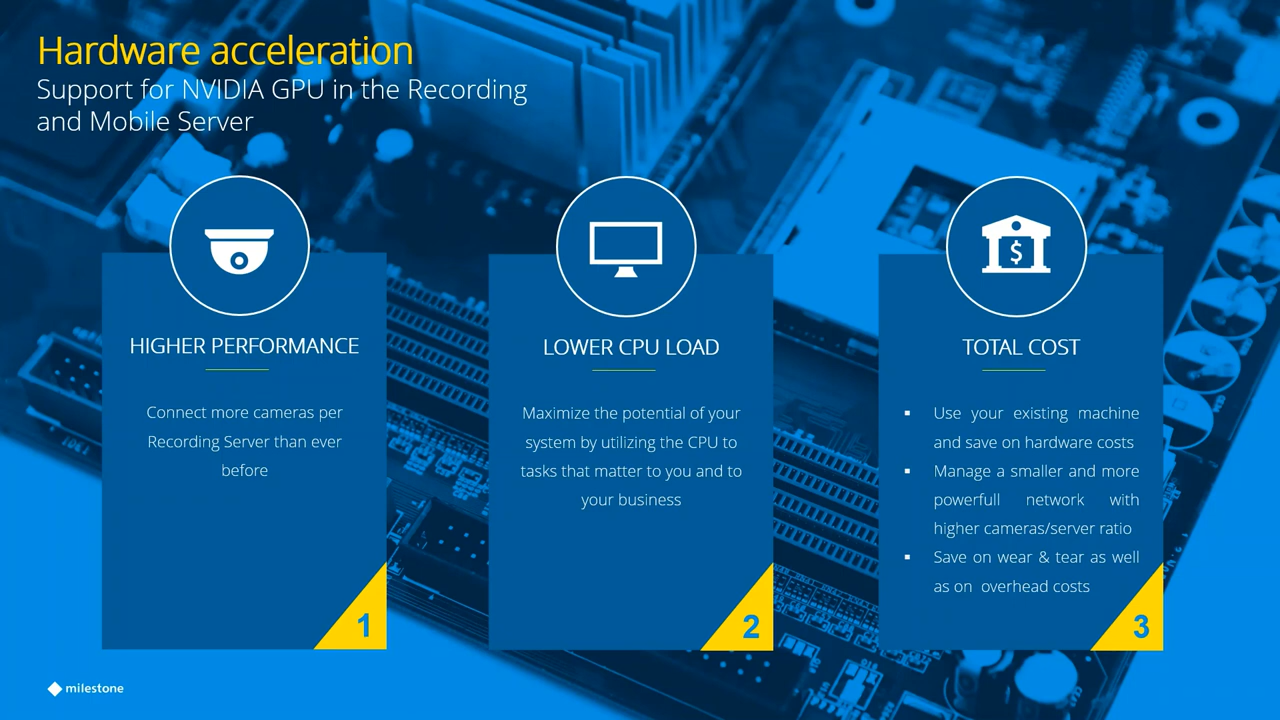 Hardware acceleration
Support for NVIDIA GPU in the Recording
and Mobile Server
HIGHER PERFORMANCE
Connect more cameras per
Recording Server than ever
before
1
LOWER CPU LOAD
Maximize the potential of your
system by utilizing the CPU to
tasks that matter to you and to
your business
2
$
TOTAL COST
▪ Use your existing machine
and save on hardware costs
▪ Manage a smaller and more
powerfull network with
higher cameras/server ratio
▪ Save on wear & tear as well
as on overhead costs
3
milestone